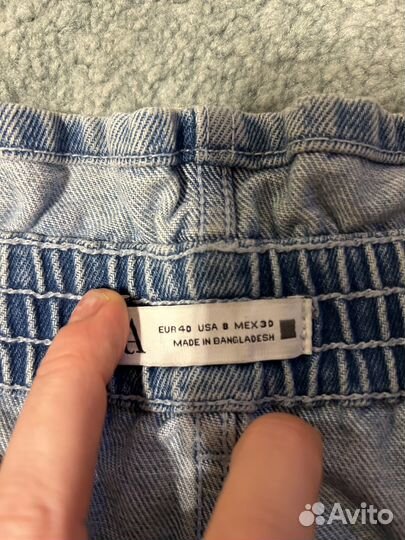 A
EUR 40 USA 8 MEX 30
MADE IN BANGLADESH
Avito